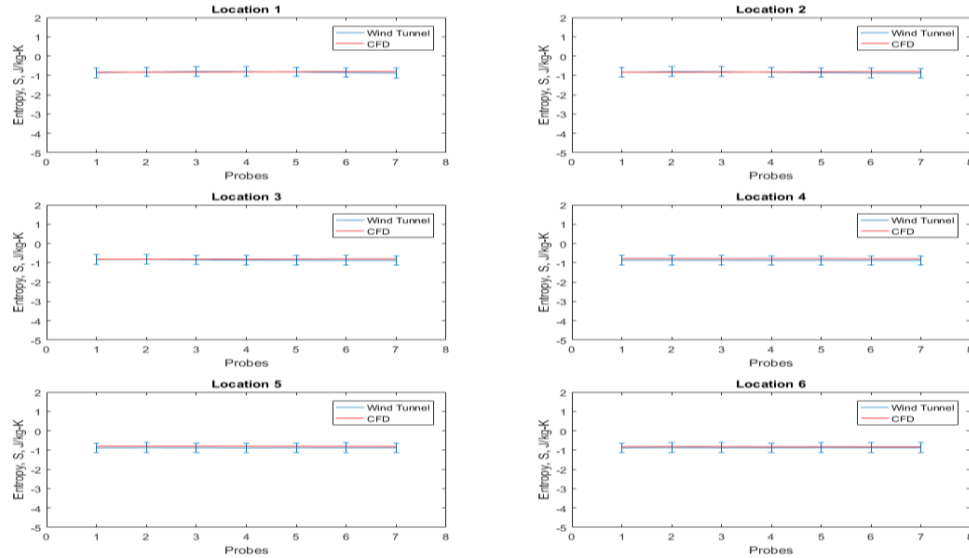 Location 1
2
1
0
-1
-2
-3
-4
-5
Entropy, S, J/kg-K
Wind Tunnel
CFD
0 1 2 3 4 5 6 7 8
Probes
Location 2
2
1
0
-1
-2
-3
-4
-5
Entropy, S, J/kg-K
Wind Tunnel
CFD
0 1 2 3 4 5 6 7 8
Probes
Location 3
2
1
0
-1
-2
-3
-4
-5
Entropy, S, J/kg-K
Wind Tunnel
CFD
0 1 2 3 4 5 6 7 8
Probes
Location 4
2
1
0
-1
-2
-3
-4
-5
Entropy, S, J/kg-K
Wind Tunnel
CFD
0 1 2 3 4 5 6 7 8
Probes
Location 5
2
1
0
-1
-2
-3
-4
-5
Entropy, S, J/kg-K
Wind Tunnel
CFD
0 1 2 3 4 5 6 7 8
Probes
Location 6
2
1
0
-1
-2
-3
-4
-5
Entropy, S, J/kg-K
Wind Tunnel
CFD
0 1 2 3 4 5 6 7 8
Probes